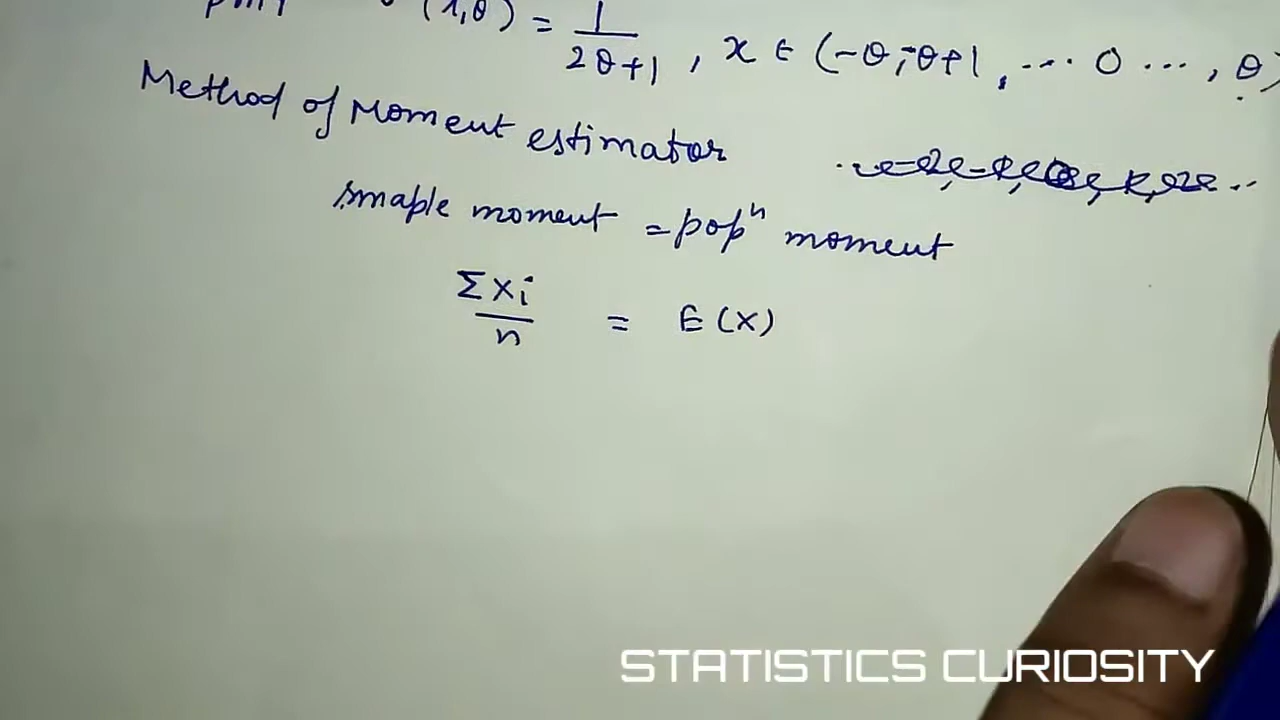 (x,θ) = 1/(2θ+1) , x ∈ (-θ,-θ+1, .... 0 ..., θ)
Method of Moment estimator
smaple moment = popⁿ moment
Σxi/n = E(x)
STATISTICS CURIOSITY